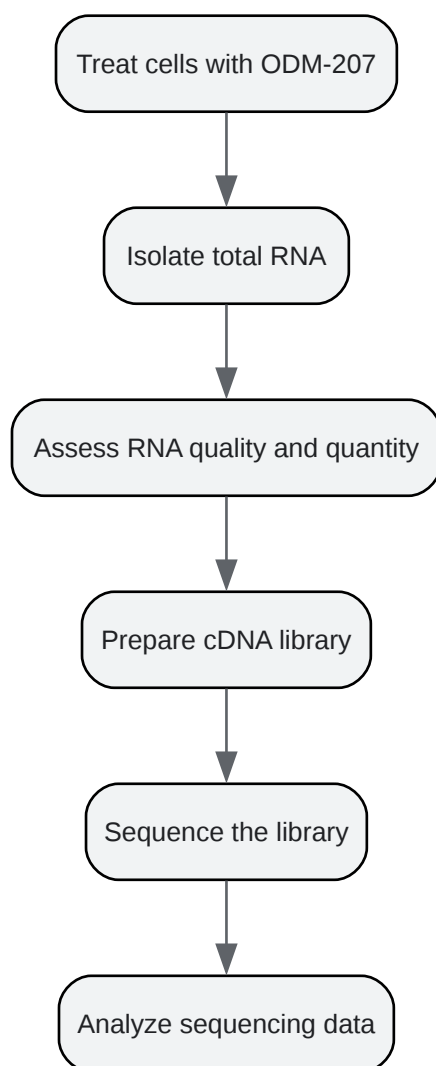 Treat cells with ODM-207
Isolate total RNA
Assess RNA quality and quantity
Prepare cDNA library
Sequence the library
Analyze sequencing data